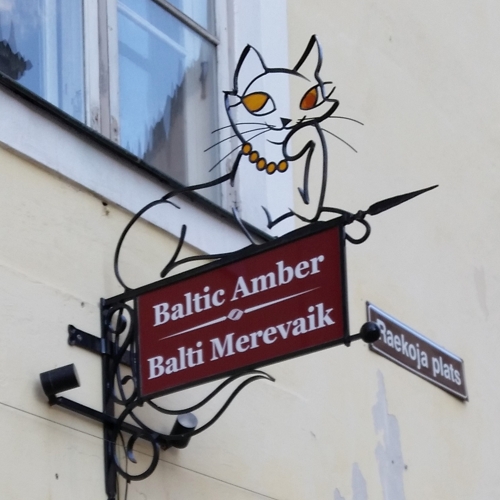 Baltic Amber
Balti Merevaik
Raekoja plats